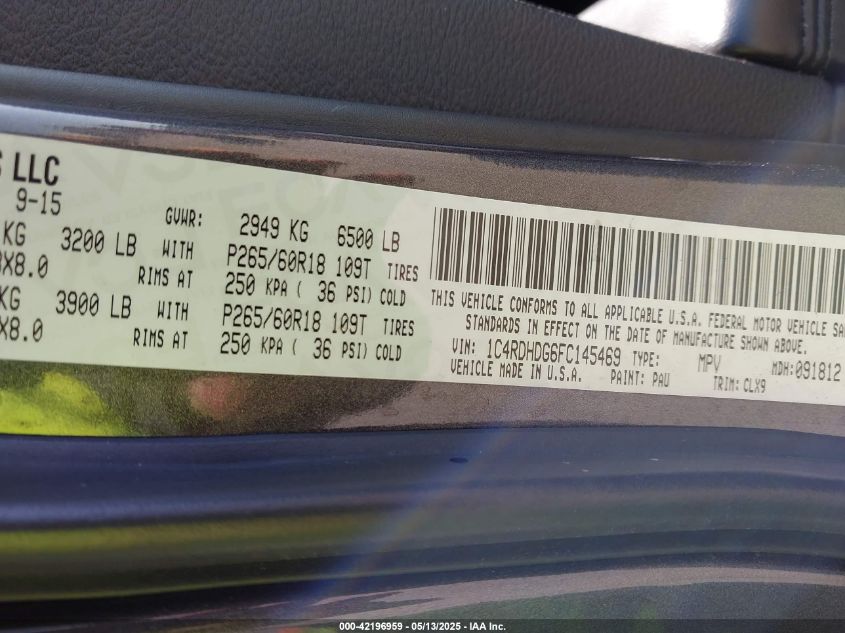 S LLC
9-15
GVWR: 2949 KG 6500 LB
KG 3200 LB WITH P265/60R18 109T TIRES
X8.0 RIMS AT 250 KPA ( 36 PSI) COLD
KG 3900 LB WITH P265/60R18 109T TIRES
X8.0 RIMS AT 250 KPA ( 36 PSI) COLD
THIS VEHICLE CONFORMS TO ALL APPLICABLE U.S.A. FEDERAL MOTOR VEHICLE SA
STANDARDS IN EFFECT ON THE DATE OF MANUFACTURE SHOWN ABOVE.
VIN: 1C4RDHDG6FC145469 TYPE: MPV MDH:091812
VEHICLE MADE IN U.S.A. PAINT: PAU TRIM: CLX9
000-42196959 — 05/13/2025 - IAA Inc.